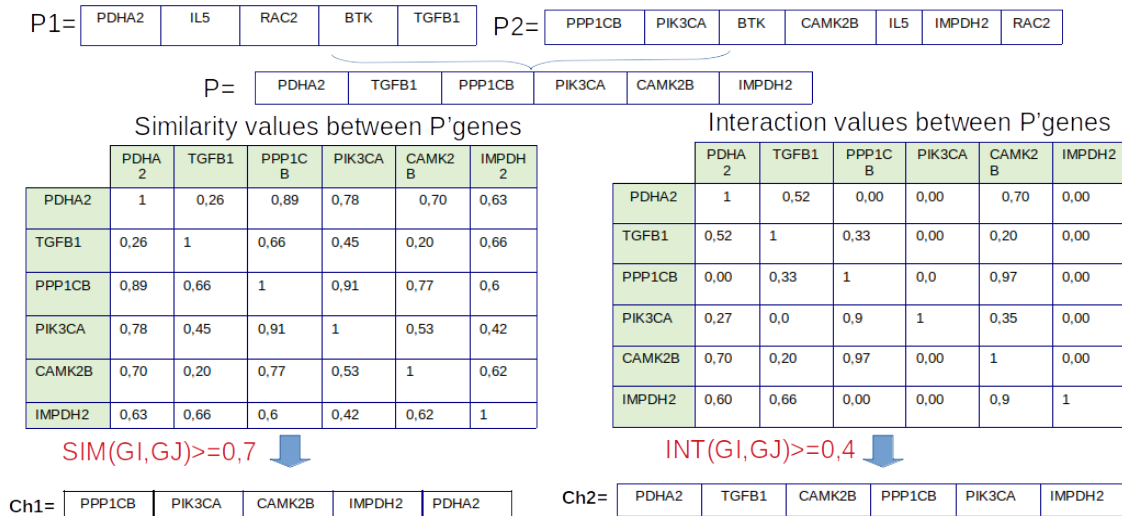 P1= PDHA2 IL5 RAC2 BTK TGFB1 P2= PPP1CB PIK3CA BTK CAMK2B IL5 IMPDH2 RAC2
P= PDHA2 TGFB1 PPP1CB PIK3CA CAMK2B IMPDH2
Similarity values between P'genes
PDHA2 TGFB1 PPP1CB PIK3CA CAMK2B IMPDH2
PDHA2 1 0,26 0,89 0,78 0,70 0,63
TGFB1 0,26 1 0,66 0,45 0,20 0,66
PPP1CB 0,89 0,66 1 0,91 0,77 0,6
PIK3CA 0,78 0,45 0,91 1 0,53 0,42
CAMK2B 0,70 0,20 0,77 0,53 1 0,62
IMPDH2 0,63 0,66 0,6 0,42 0,62 1
SIM(GI,GJ)>=0,7
Ch1= PPP1CB PIK3CA CAMK2B IMPDH2 PDHA2
Interaction values between P'genes
PDHA2 TGFB1 PPP1CB PIK3CA CAMK2B IMPDH2
PDHA2 1 0,52 0,00 0,00 0,70 0,00
TGFB1 0,52 1 0,33 0,00 0,20 0,00
PPP1CB 0,00 0,33 1 0,0 0,97 0,00
PIK3CA 0,27 0,0 0,9 1 0,35 0,00
CAMK2B 0,70 0,20 0,97 0,00 1 0,00
IMPDH2 0,60 0,66 0,00 0,00 0,9 1
INT(GI,GJ)>=0,4
Ch2= PDHA2 TGFB1 CAMK2B PPP1CB PIK3CA IMPDH2